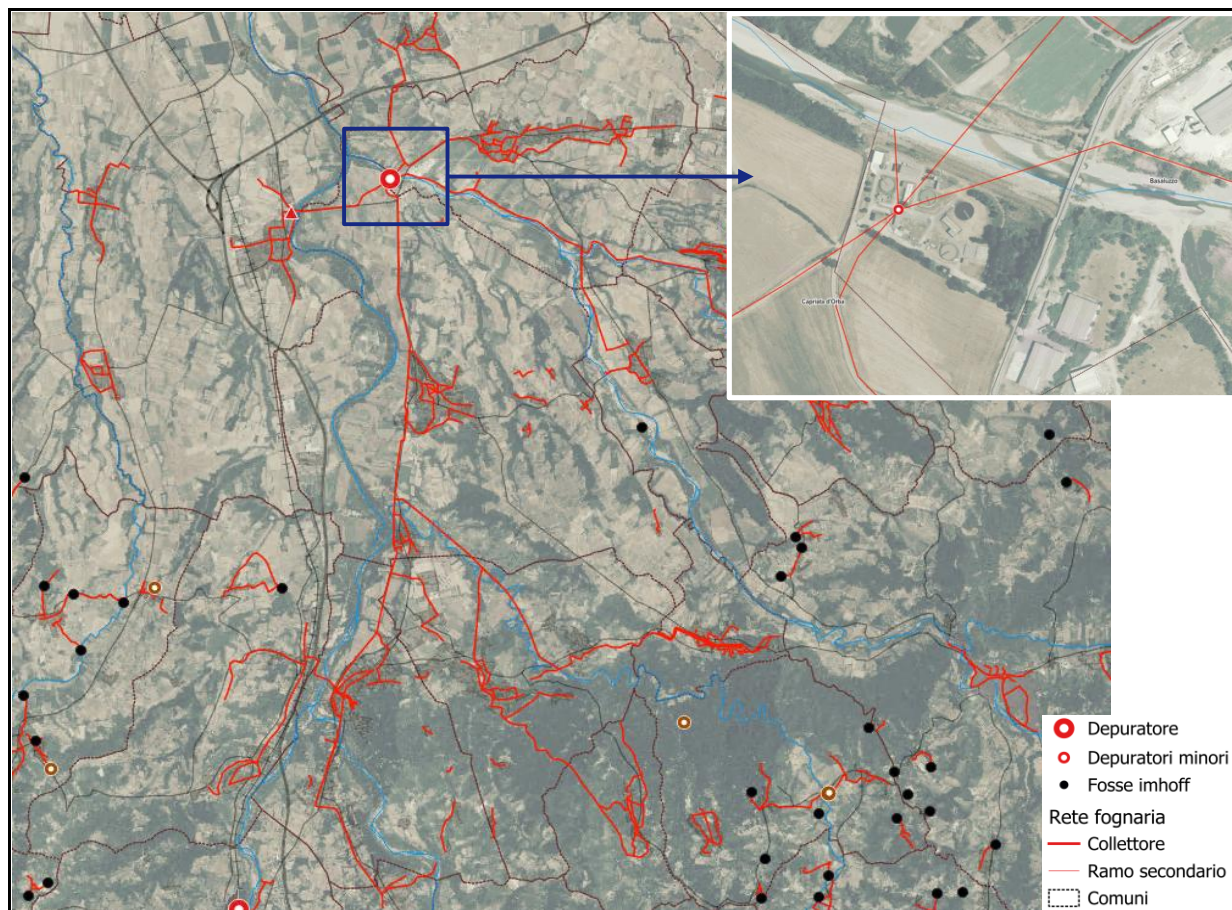 Basaluzzo
Capriata d'Orba
Depuratore
Depuratori minori
Fosse imhoff
Rete fognaria
Collettore
Ramo secondario
Comuni